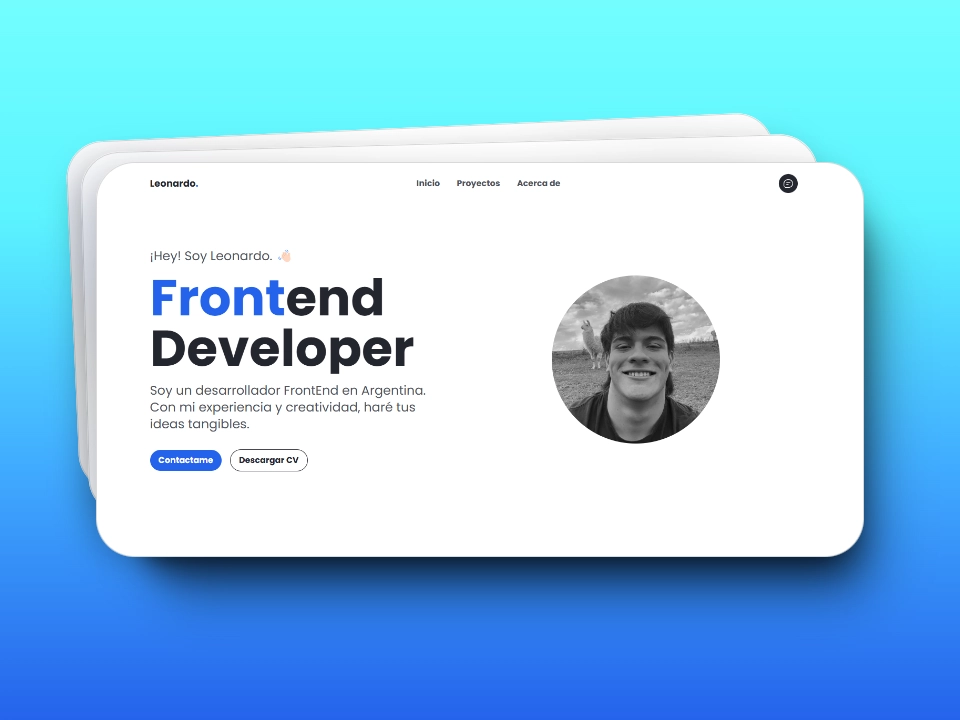 Leonardo.
Inicio Proyectos Acerca de
¡Hey! Soy Leonardo. 👋🏻
Frontend
Developer
Soy un desarrollador FrontEnd en Argentina.
Con mi experiencia y creatividad, haré tus
ideas tangibles.
Contactame Descargar CV